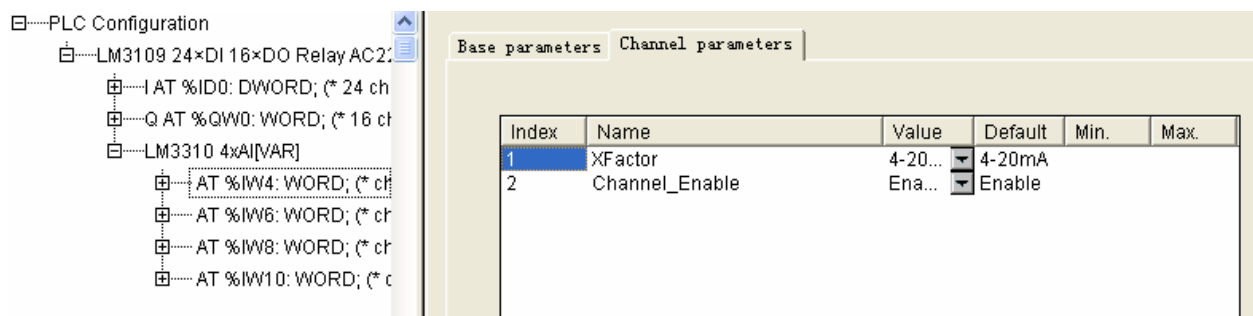 PLC Configuration
LM3109 24×DI 16×DO Relay AC22
I AT %ID0: DWORD; (* 24 ch
Q AT %QW0: WORD; (* 16 ch
LM3310 4xAI[VAR]
AT %IW4: WORD; (* ch
AT %IW6: WORD; (* ch
AT %IW8: WORD; (* ch
AT %IW10: WORD; (* c
Base parameters Channel parameters
Index Name Value Default Min. Max.
1 XFactor 4-20... 4-20mA
2 Channel_Enable Ena... Enable